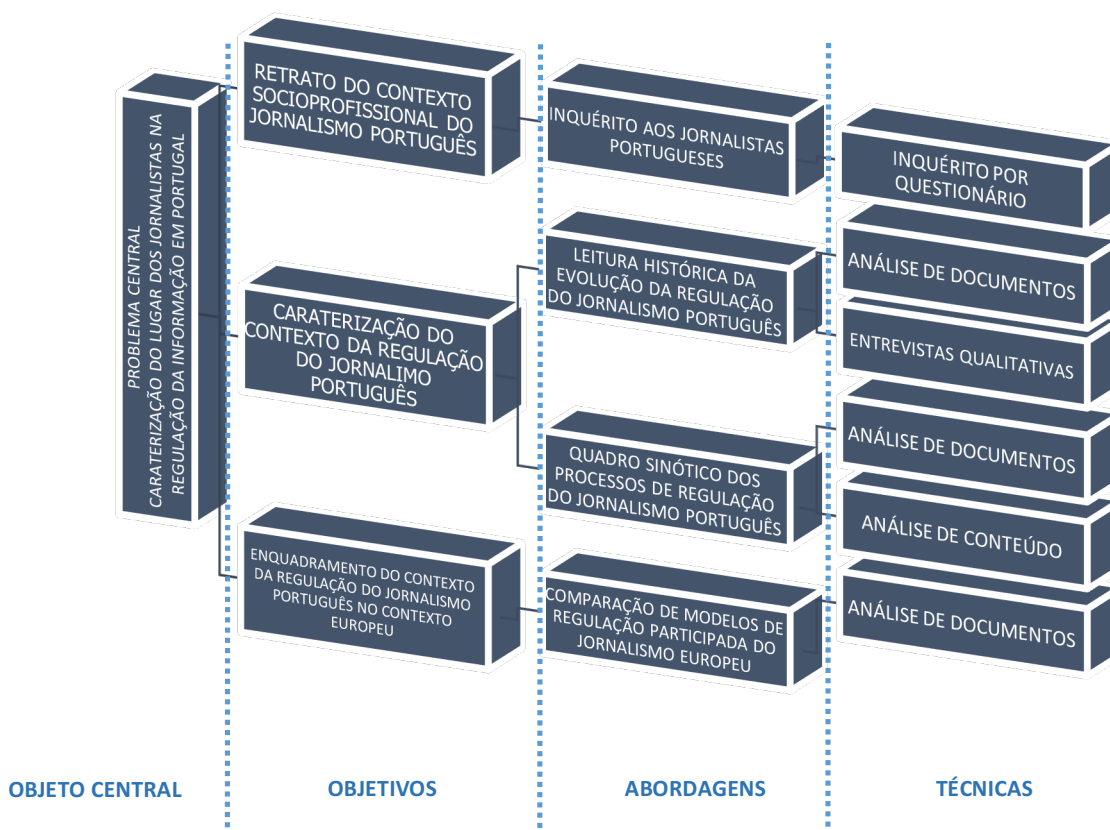 PROBLEMA CENTRAL
CARATERIZAÇÃO DO LUGAR DOS JORNALISTAS NA
REGULAÇÃO DA INFORMAÇÃO EM PORTUGAL
RETRATO DO CONTEXTO
SOCIOPROFISSIONAL DO
JORNALISMO PORTUGUÊS
CARATERIZAÇÃO DO
CONTEXTO DA REGULAÇÃO
DO JORNALIMO
PORTUGUÊS
ENQUADRAMENTO DO CONTEXTO
DA REGULAÇÃO DO JORNALISMO
PORTUGUÊS NO CONTEXTO
EUROPEU
INQUÉRITO AOS JORNALISTAS
PORTUGUESES
LEITURA HISTÓRICA DA
EVOLUÇÃO DA REGULAÇÃO
DO JORNALISMO PORTUGUÊS
QUADRO SINÓTICO DOS
PROCESSOS DE REGULAÇÃO
DO JORNALISMO PORTUGUÊS
COMPARAÇÃO DE MODELOS DE
REGULAÇÃO PARTICIPADA DO
JORNALISMO EUROPEU
INQUÉRITO POR
QUESTIONÁRIO
ANÁLISE DE DOCUMENTOS
ENTREVISTAS QUALITATIVAS
ANÁLISE DE DOCUMENTOS
ANÁLISE DE CONTEÚDO
ANÁLISE DE DOCUMENTOS
OBJETO CENTRAL
OBJETIVOS
ABORDAGENS
TÉCNICAS